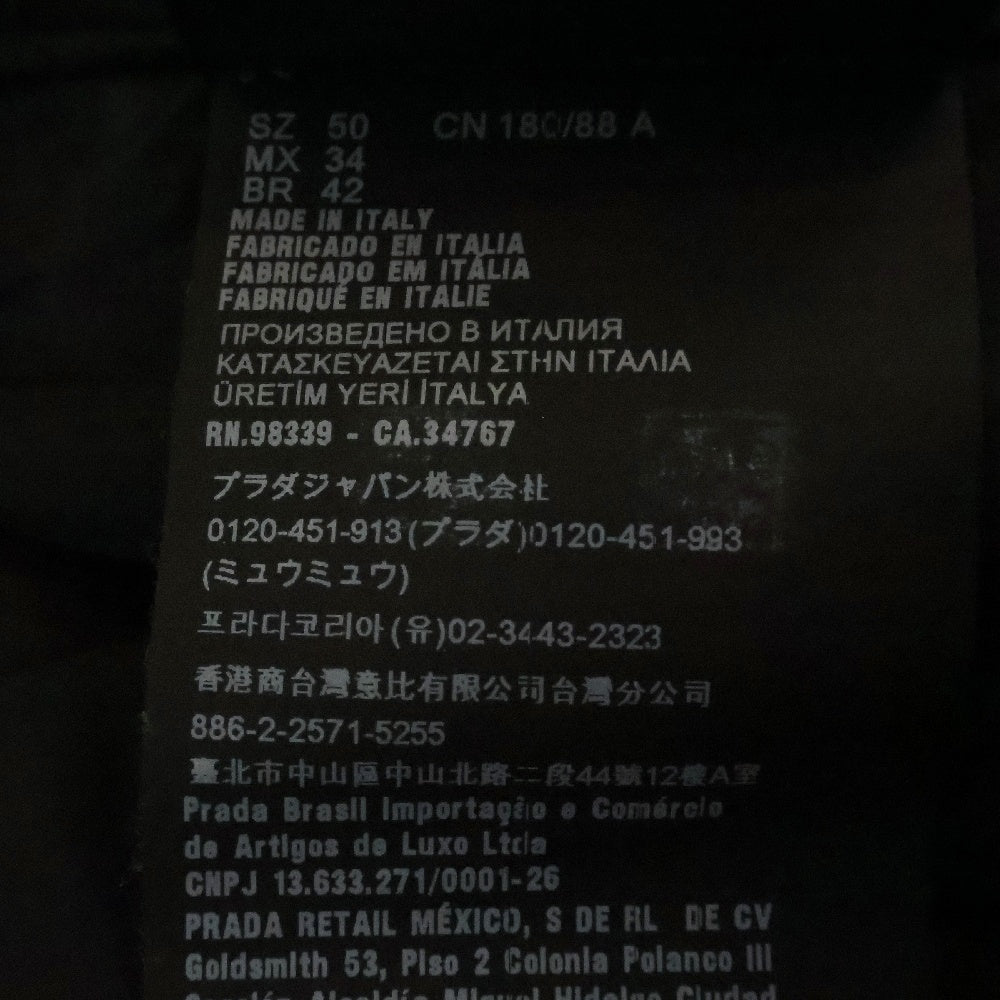 SZ 50 CN 180/88 A
MX 34
BR 42
MADE IN ITALY
FABRICADO EN ITALIA
FABRICADO EM ITÁLIA
FABRIQUÉ EN ITALIE
ПРОИЗВЕДЕНО В ИТАЛИЯ
ΚΑΤΑΣΚΕΥΑΖΕΤΑΙ ΣΤΗΝ ΙΤΑΛΙΑ
ÜRETİM YERİ İTALYA
RN.98339 - CA.34767
プラダジャパン株式会社
0120-451-913(プラダ)0120-451-993
(ミュウミュウ)
프라다코리아(유)02-3443-2323
香港商台灣意比有限公司台灣分公司
886-2-2571-5255
臺北市中山區中山北路二段44號12樓A室
Prada Brasil Importação e Comércio
de Artigos de Luxo Ltda
CNPJ 13.633.271/0001-26
PRADA RETAIL MÉXICO, S DE RL DE CV
Goldsmith 53, Piso 2 Colonia Polanco III
Alcaldía Miguel Hidalgo Ciudad